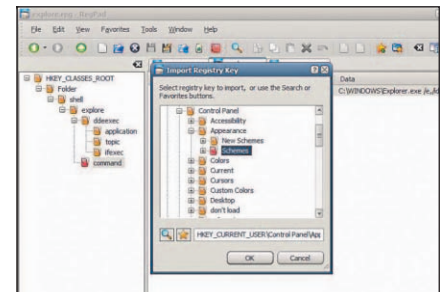 explore.reg - RegPad
File Edit View Favorites Tools Window Help
HKEY_CLASSES_ROOT
Folder
shell
explore
ddeexec
application
topic
ifexec
command
Import Registry Key
Select registry key to import, or use the Search or
Favorites buttons.
Control Panel
Accessibility
Appearance
New Schemes
Schemes
Colors
Current
Cursors
Custom Colors
Desktop
don't load
HKEY_CURRENT_USER\Control Panel\App
OK Cancel
Data
C:\WINDOWS\Explorer.exe /e,/id